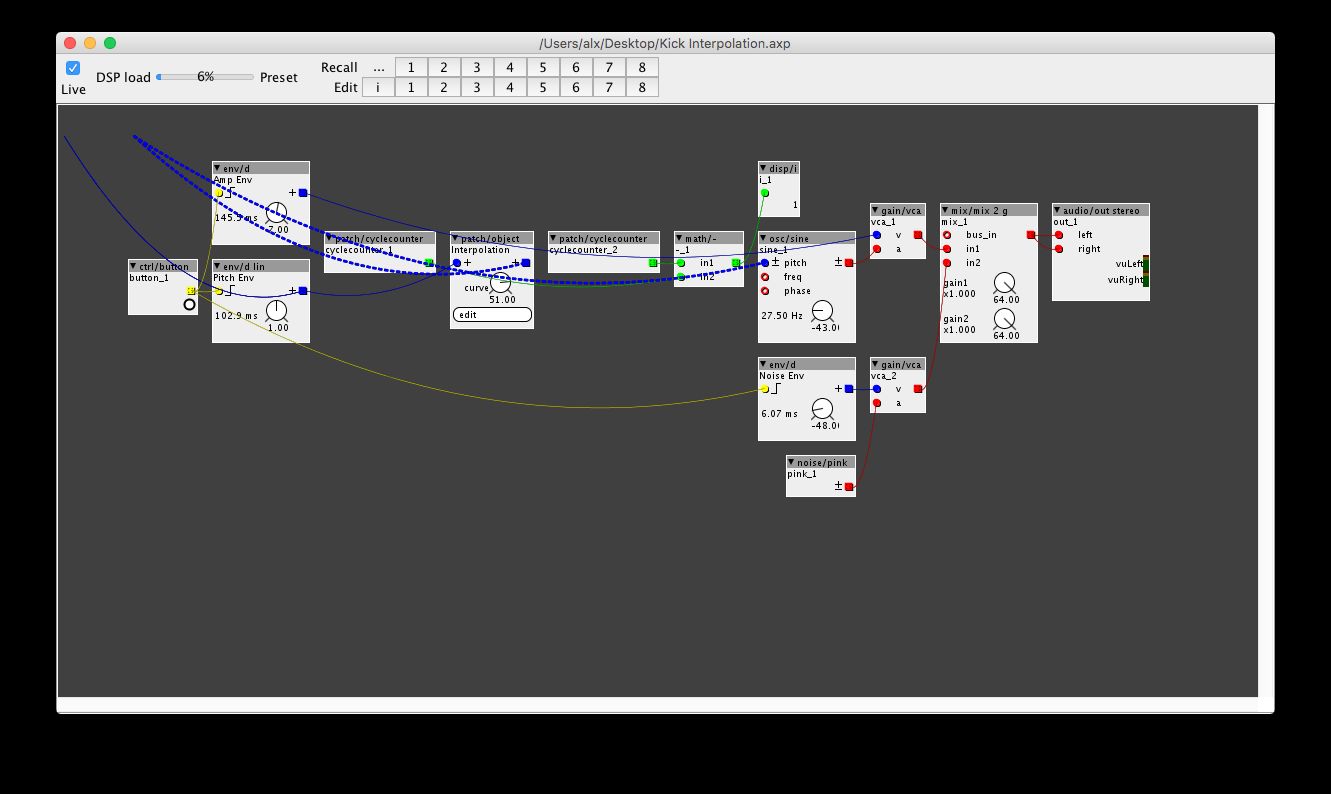 /Users/alx/Desktop/Kick Interpolation.axp
Live
DSP load 6% Preset
Recall ... 1 2 3 4 5 6 7 8
Edit i 1 2 3 4 5 6 7 8
env/d
Amp Env
+
145.5 ms
-7.00
ctrl/button
button_1
env/d lin
Pitch Env
+
102.9 ms
1.00
patch/cyclecounter
cyclecounter_1
patch/object
Interpolation
+ +
curve
51.00
edit
patch/cyclecounter
cyclecounter_2
math/-
-_1
in1
in2
disp/i
i_1
1
osc/sine
sine_1
± pitch ±
freq
phase
27.50 Hz
-43.0
env/d
Noise Env
+
6.07 ms
-48.0
noise/pink
pink_1
±
gain/vca
vca_1
v
a
gain/vca
vca_2
v
a
mix/mix 2 g
mix_1
bus_in
in1
in2
gain1
x1.000
64.00
gain2
x1.000
64.00
audio/out stereo
out_1
left
right
vuLeft
vuRight